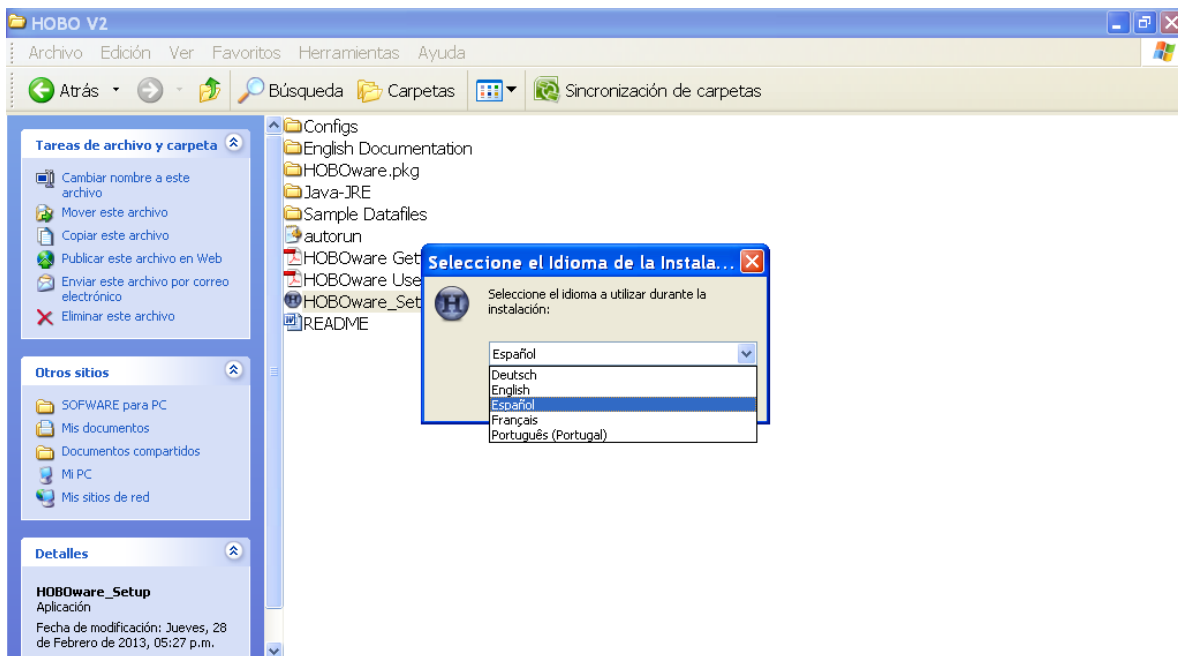 HOBO V2
Archivo Edición Ver Favoritos Herramientas Ayuda
Atrás Búsqueda Carpetas Sincronización de carpetas
Tareas de archivo y carpeta
Cambiar nombre a este
archivo
Mover este archivo
Copiar este archivo
Publicar este archivo en Web
Enviar este archivo por correo
electrónico
Eliminar este archivo
Otros sitios
SOFWARE para PC
Mis documentos
Documentos compartidos
Mi PC
Mis sitios de red
Detalles
HOBOware_Setup
Aplicación
Fecha de modificación: Jueves, 28
de Febrero de 2013, 05:27 p.m.
Configs
English Documentation
HOBOware.pkg
Java-JRE
Sample Datafiles
autorun
HOBOware Get
HOBOware Use
HOBOware_Set
README
Seleccione el Idioma de la Instala...
H
Seleccione el idioma a utilizar durante la
instalación:
Español
Deutsch
English
Español
Français
Português (Portugal)